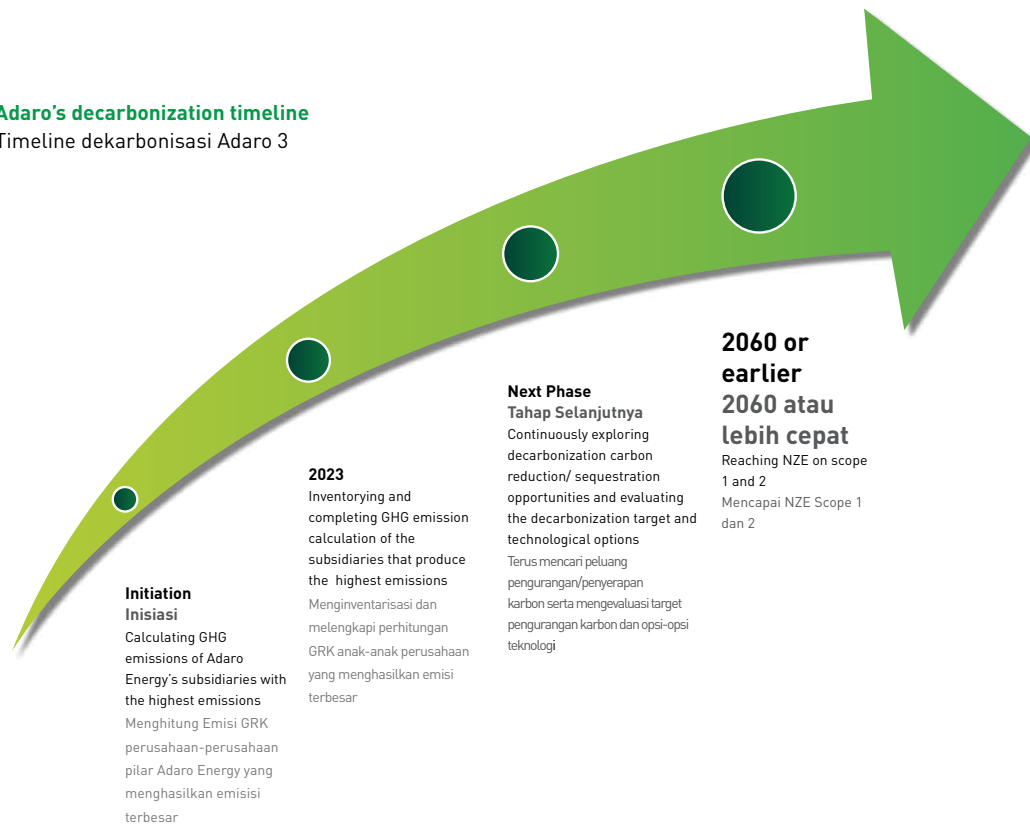 Adaro's decarbonization timeline
Timeline dekarbonisasi Adaro 3
Initiation
Inisiasi
Calculating GHG
emissions of Adaro
Energy's subsidiaries with
the highest emissions
Menghitung Emisi GRK
perusahaan-perusahaan
pilar Adaro Energy yang
menghasilkan emisisi
terbesar
2023
Inventorying and
completing GHG emission
calculation of the
subsidiaries that produce
the highest emissions
Menginventarisasi dan
melengkapi perhitungan
GRK anak-anak perusahaan
yang menghasilkan emisi
terbesar
Next Phase
Tahap Selanjutnya
Continuously exploring
decarbonization carbon
reduction/ sequestration
opportunities and evaluating
the decarbonization target and
technological options
Terus mencari peluang
pengurangan/penyerapan
karbon serta mengevaluasi target
pengurangan karbon dan opsi-opsi
teknologi
2060 or
earlier
2060 atau
lebih cepat
Reaching NZE on scope
1 and 2
Mencapai NZE Scope 1
dan 2